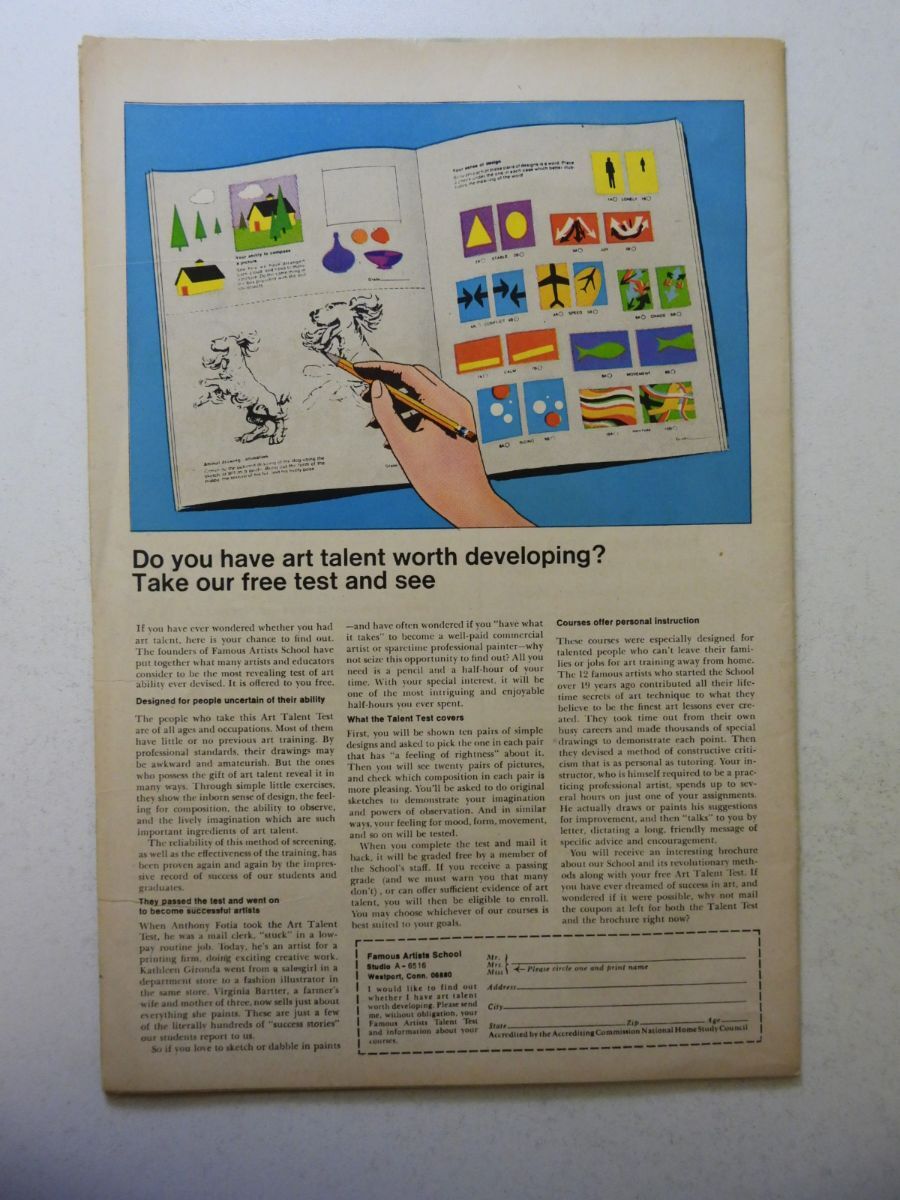 Your sense of design
LONELY
STABLE
JOY
CONFLICT
SPEED
CHAOS
CALM
MOVEMENT
RISING
Your ability to compose
a picture
Grade
Animal drawing
Grade
Do you have art talent worth developing?
Take our free test and see
If you have ever wondered whether you had
art talent, here is your chance to find out.
The founders of Famous Artists School have
put together what many artists and educators
consider to be the most revealing test of art
ability ever devised. It is offered to you free.
Designed for people uncertain of their ability
The people who take this Art Talent Test
are of all ages and occupations. Most of them
have little or no previous art training. By
professional standards, their drawings may
be awkward and amateurish. But the ones
who possess the gift of art talent reveal it in
many ways. Through simple little exercises,
they show the inborn sense of design, the feel-
ing for composition, the ability to observe,
and the lively imagination which are such
important ingredients of art talent.
The reliability of this method of screening,
as well as the effectiveness of the training, has
been proven again and again by the impres-
sive record of success of our students and
graduates.
They passed the test and went on
to become successful artists
When Anthony Fotia took the Art Talent
Test, he was a mail clerk, "stuck" in a low-
pay routine job. Today, he's an artist for a
printing firm, doing exciting creative work.
Kathleen Gironda went from a salesgirl in a
department store to a fashion illustrator in
the same store. Virginia Bartter, a farmer's
wife and mother of three, now sells just about
everything she paints. These are just a few
of the literally hundreds of "success stories"
our students report to us.
So if you love to sketch or dabble in paints
—and have often wondered if you "have what
it takes" to become a well-paid commercial
artist or sparetime professional painter—why
not seize this opportunity to find out? All you
need is a pencil and a half-hour of your
time. With your special interest, it will be
one of the most intriguing and enjoyable
half-hours you ever spent.
What the Talent Test covers
First, you will be shown ten pairs of simple
designs and asked to pick the one in each pair
that has "a feeling of rightness" about it.
Then you will see twenty pairs of pictures,
and check which composition in each pair is
more pleasing. You'll be asked to do original
sketches to demonstrate your imagination
and powers of observation. And in similar
ways, your feeling for mood, form, movement,
and so on will be tested.
When you complete the test and mail it
back, it will be graded free by a member of
the School's staff. If you receive a passing
grade (and we must warn you that many
don't), or can offer sufficient evidence of art
talent, you will then be eligible to enroll.
You may choose whichever of our courses is
best suited to your goals.
Courses offer personal instruction
These courses were especially designed for
talented people who can't leave their fami-
lies or jobs for art training away from home.
The 12 famous artists who started the School
over 19 years ago contributed all their life-
time secrets of art technique to what they
believe to be the finest art lessons ever cre-
ated. They took time out from their own
busy careers and made thousands of special
drawings to demonstrate each point. Then
they devised a method of constructive criti-
cism that is as personal as tutoring. Your in-
structor, who is himself required to be a prac-
ticing professional artist, spends up to sev-
eral hours on just one of your assignments.
He actually draws or paints his suggestions
for improvement, and then "talks" to you by
letter, dictating a long, friendly message of
specific advice and encouragement.
You will receive an interesting brochure
about our School and its revolutionary meth-
ods along with your free Art Talent Test. If
you have ever dreamed of success in art, and
wondered if it were possible, why not mail
the coupon at left for both the Talent Test
and the brochure right now?
Famous Artists School
Studio A-6516
Westport, Conn. 06880
I would like to find out
whether I have art talent
worth developing. Please send
me, without obligation, your
Famous Artists Talent Test
and information about your
courses.
Mr.
Mrs.
Miss
Please circle one and print name
Address
City
State Zip Age
Accredited by the Accrediting Commission National Home Study Council